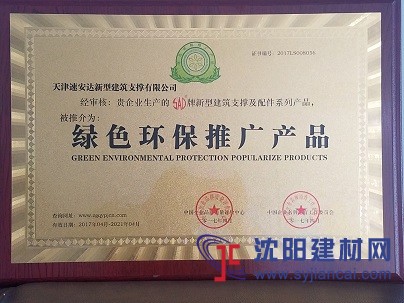 证书编号：
天津速安达新型建筑支撑有限公司
经审核：贵企业生产的SAD牌新型建筑支撑及配件系列产品，
被推介为：
绿色环保推广产品
GREEN ENVIRONMENTAL PROTECTION POPULARIZE PRODUCTS
查询网址：
有效日期：2017年04月-2021年04月
沈阳建材网
www.syjiancai.com